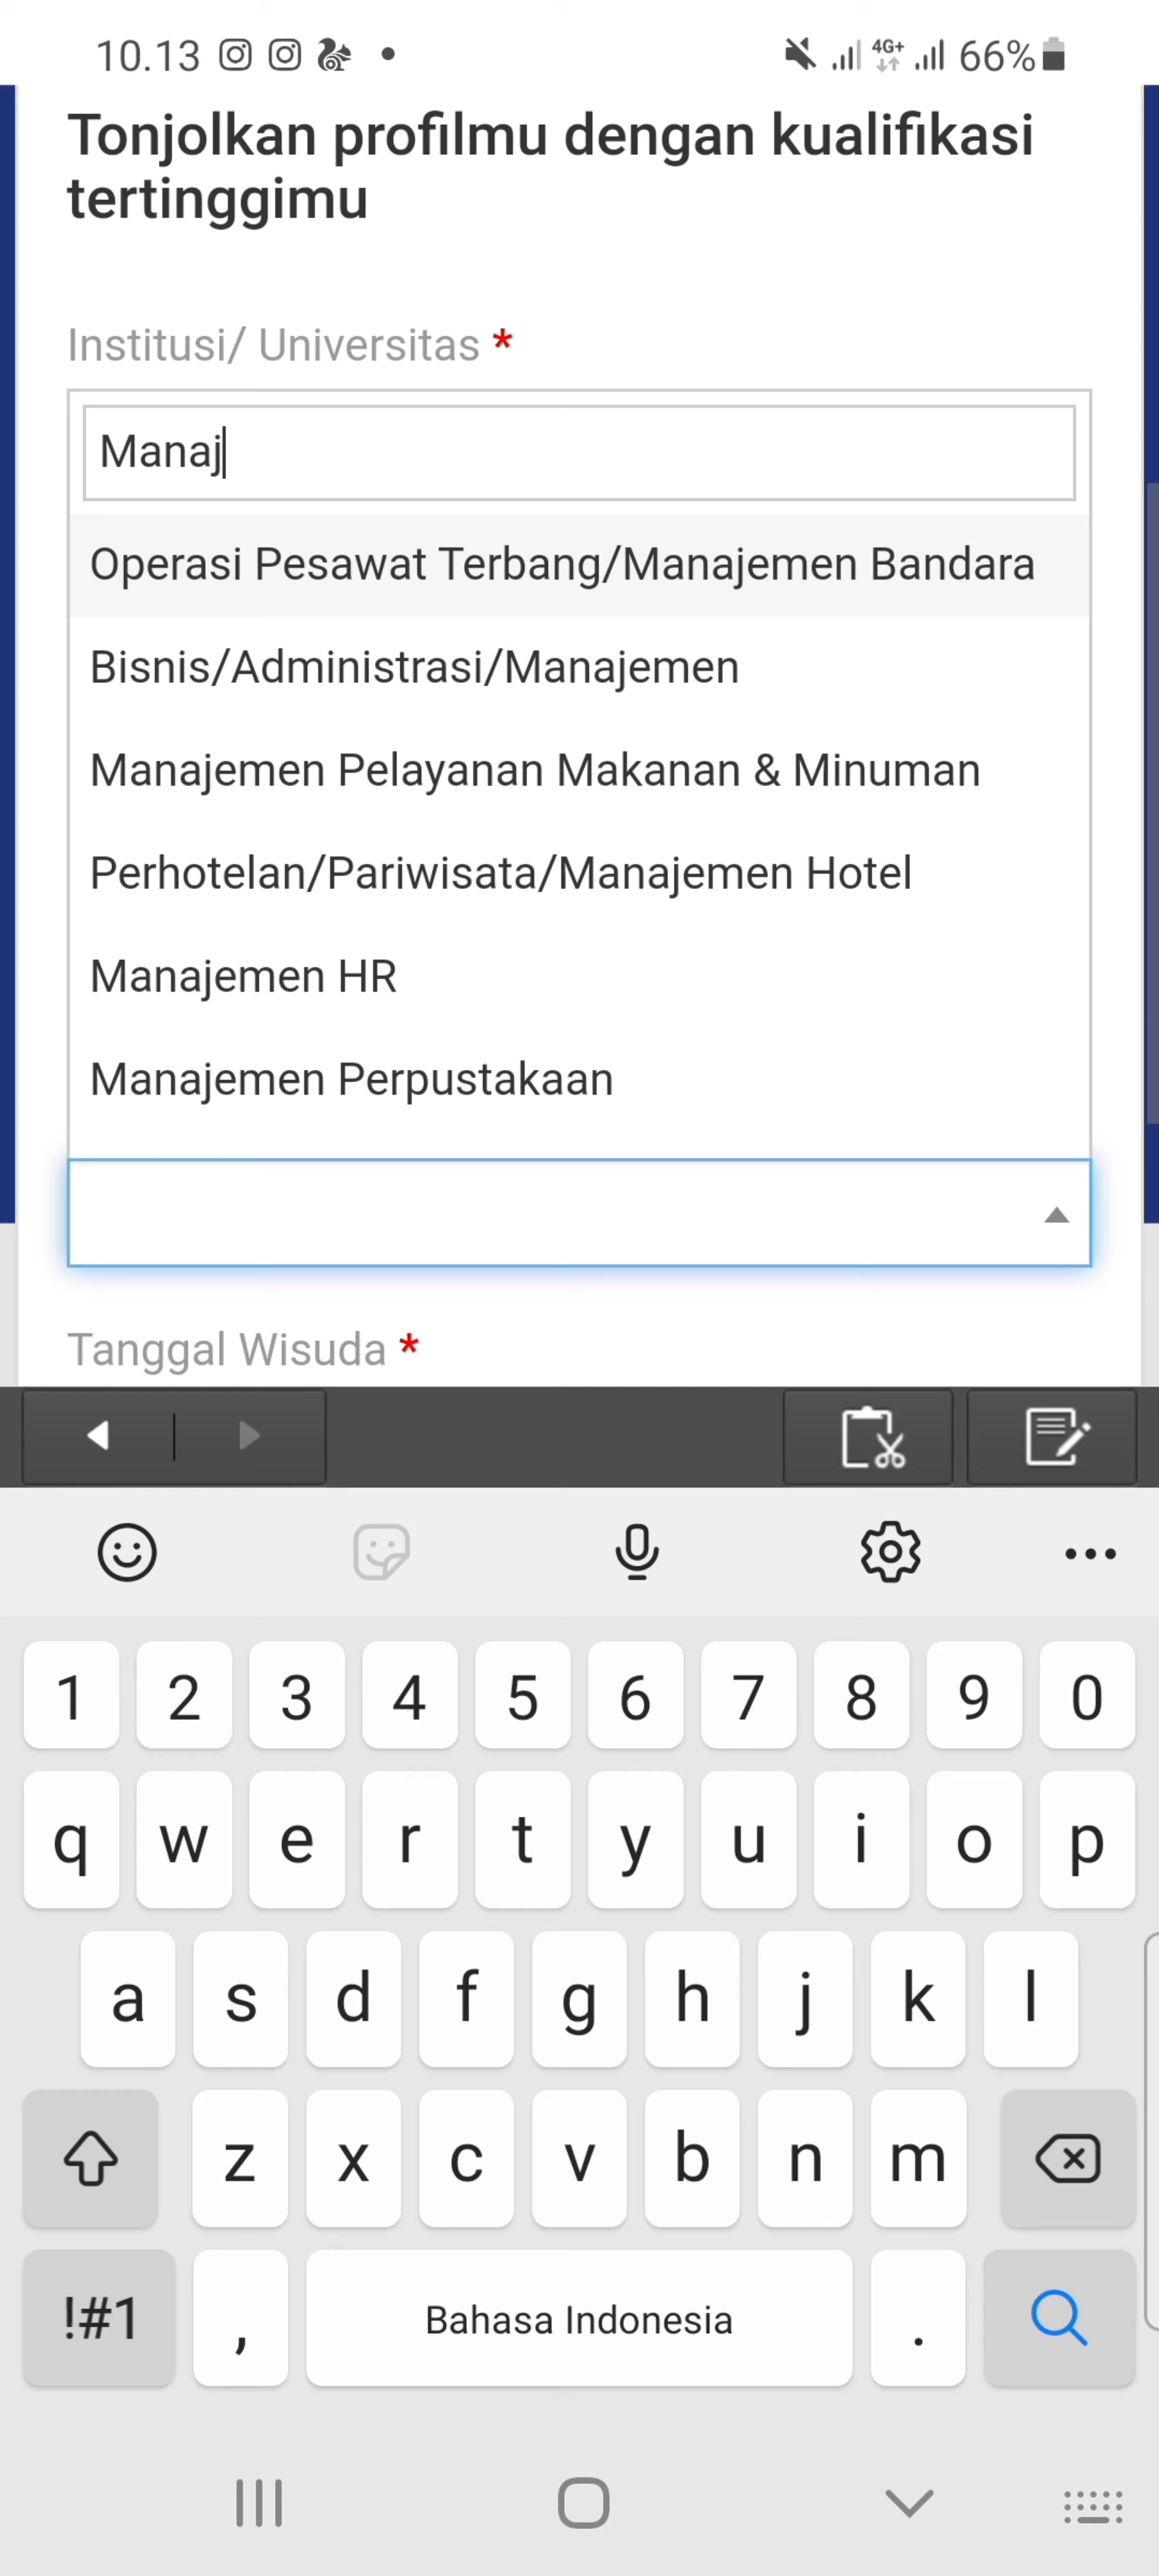 10.13
4G+
66%
Tonjolkan profilmu dengan kualifikasi
tertinggimu
Institusi/ Universitas *
Manaj
Operasi Pesawat Terbang/Manajemen Bandara
Bisnis/Administrasi/Manajemen
Manajemen Pelayanan Makanan & Minuman
Perhotelan/Pariwisata/Manajemen Hotel
Manajemen HR
Manajemen Perpustakaan
Tanggal Wisuda *
1 2 3 4 5 6 7 8 9 0
q w e r t y u i o p
a s d f g h j k l
z x c v b n m
!#1 , Bahasa Indonesia .